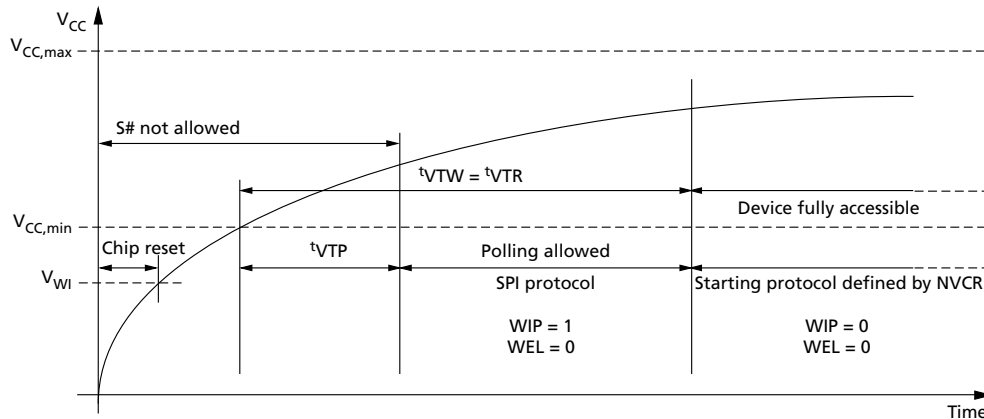 VCC
VCC,max
S# not allowed
tVTW = tVTR
VCC,min
Device fully accessible
Chip reset
tVTP
Polling allowed
VWI
SPI protocol
Starting protocol defined by NVCR
WIP = 1
WEL = 0
WIP = 0
WEL = 0
Time